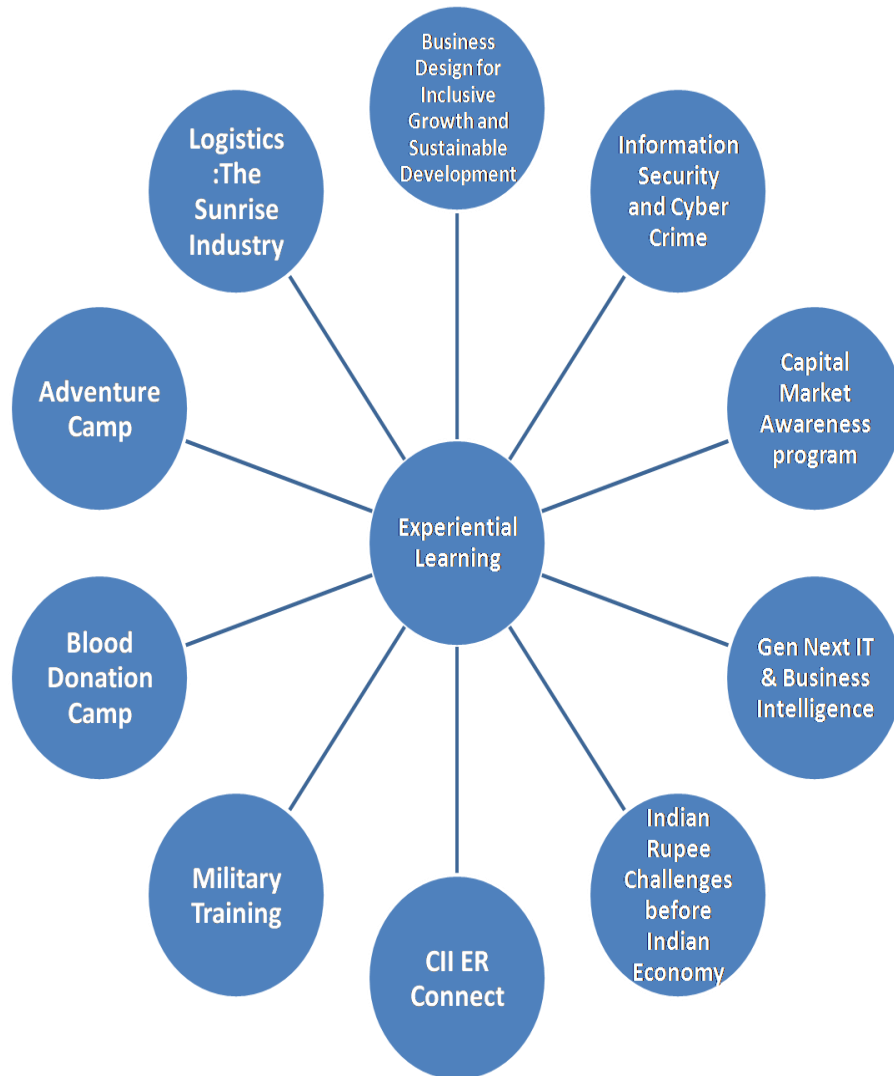 Business
Design for
Inclusive
Growth and
Sustainable
Development
Information
Security
and Cyber
Crime
Capital
Market
Awareness
program
Gen Next IT
& Business
Intelligence
Indian
Rupee
Challenges
before
Indian
Economy
CII ER
Connect
Military
Training
Blood
Donation
Camp
Adventure
Camp
Logistics
:The
Sunrise
Industry
Experiential
Learning